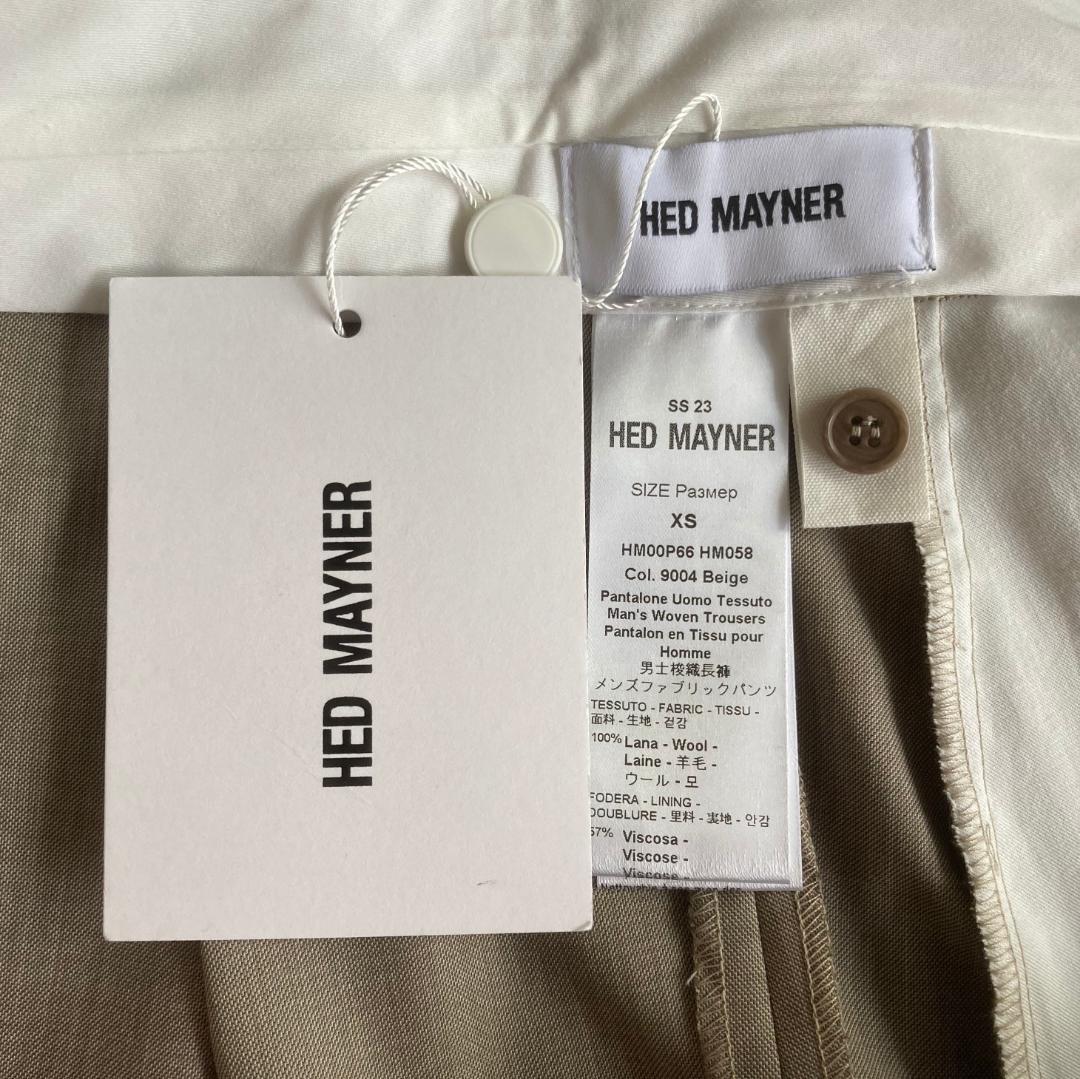 HED MAYNER
HED MAYNER
SS 23
HED MAYNER
SIZE Размер
XS
HM00P66 HM058
Col. 9004 Beige
Pantalone Uomo Tessuto
Man's Woven Trousers
Pantalon en Tissu pour
Homme
男士梭織長褲
メンズファブリックパンツ
TESSUTO - FABRIC - TISSU -
面料 - 生地 - 겉감
100% Lana - Wool -
Laine - 羊毛 -
ウール - 모
FODERA - LINING -
DOUBLURE - 里料 - 裏地 - 안감
57% Viscosa -
Viscose -
Viscose -